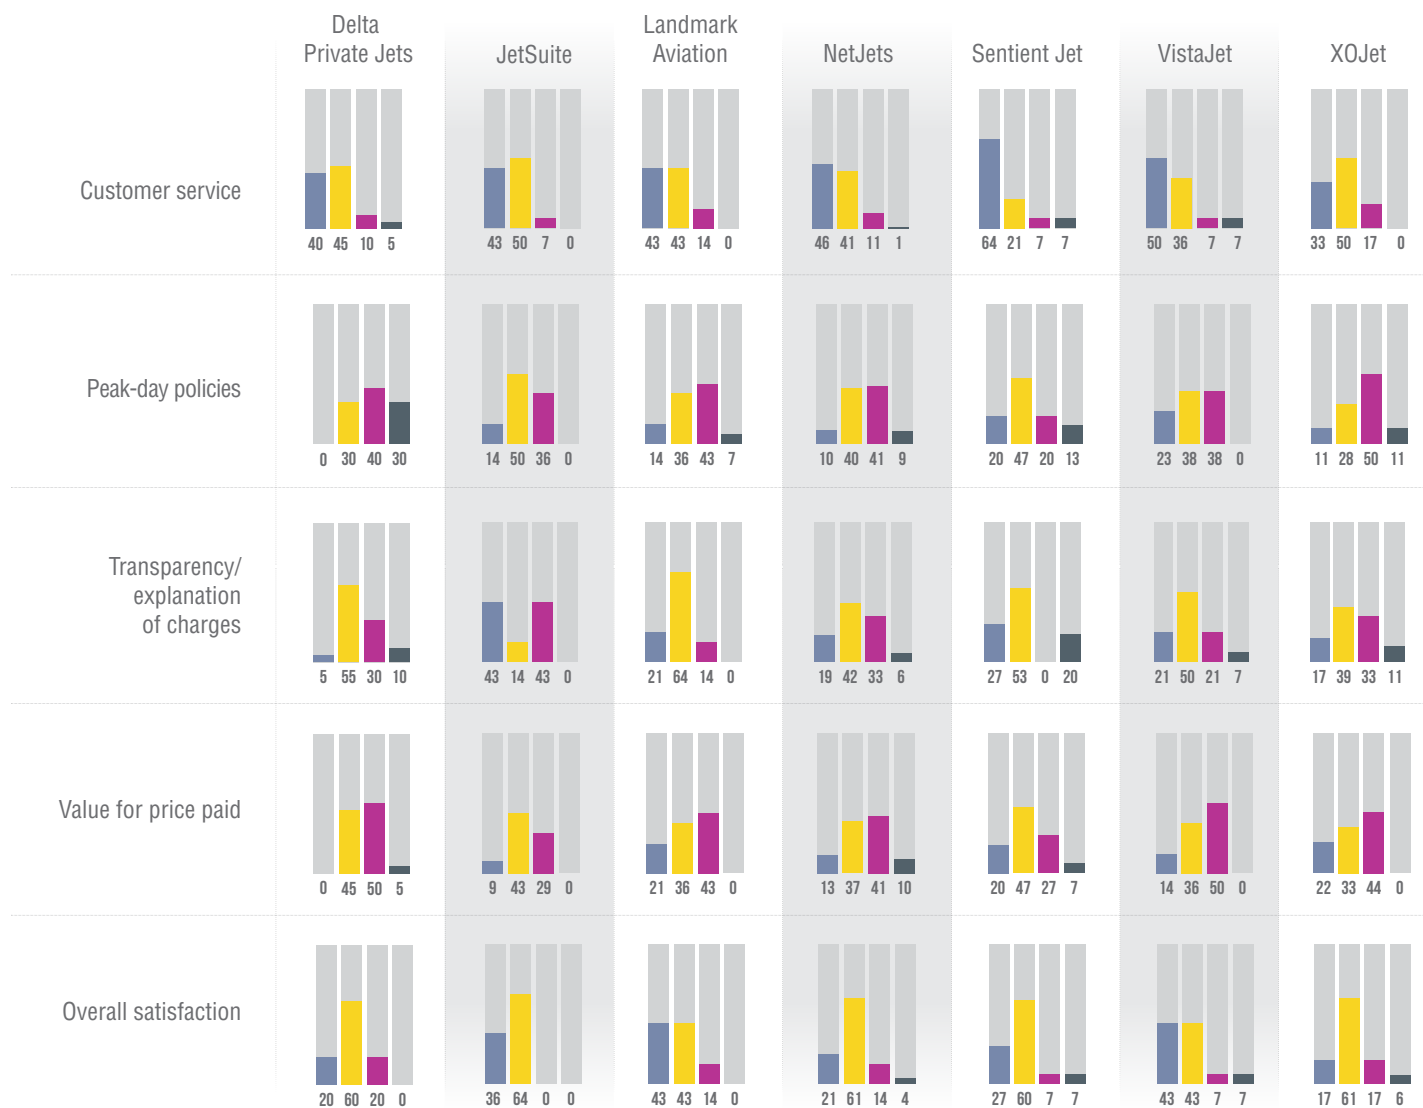 Delta
Private Jets
JetSuite
Landmark
Aviation
NetJets
Sentient Jet
VistaJet
XOJet
Customer service
40 45 10 5
43 50 7 0
43 43 14 0
46 41 11 1
64 21 7 7
50 36 7 7
33 50 17 0
Peak-day policies
0 30 40 30
14 50 36 0
14 36 43 7
10 40 41 9
20 47 20 13
23 38 38 0
11 28 50 11
Transparency/
explanation
of charges
5 55 30 10
43 14 43 0
21 64 14 0
19 42 33 6
27 53 0 20
21 50 21 7
17 39 33 11
Value for price paid
0 45 50 5
9 43 29 0
21 36 43 0
13 37 41 10
20 47 27 7
14 36 50 0
22 33 44 0
Overall satisfaction
20 60 20 0
36 64 0 0
43 43 14 0
21 61 14 4
27 60 7 7
43 43 7 7
17 61 17 6